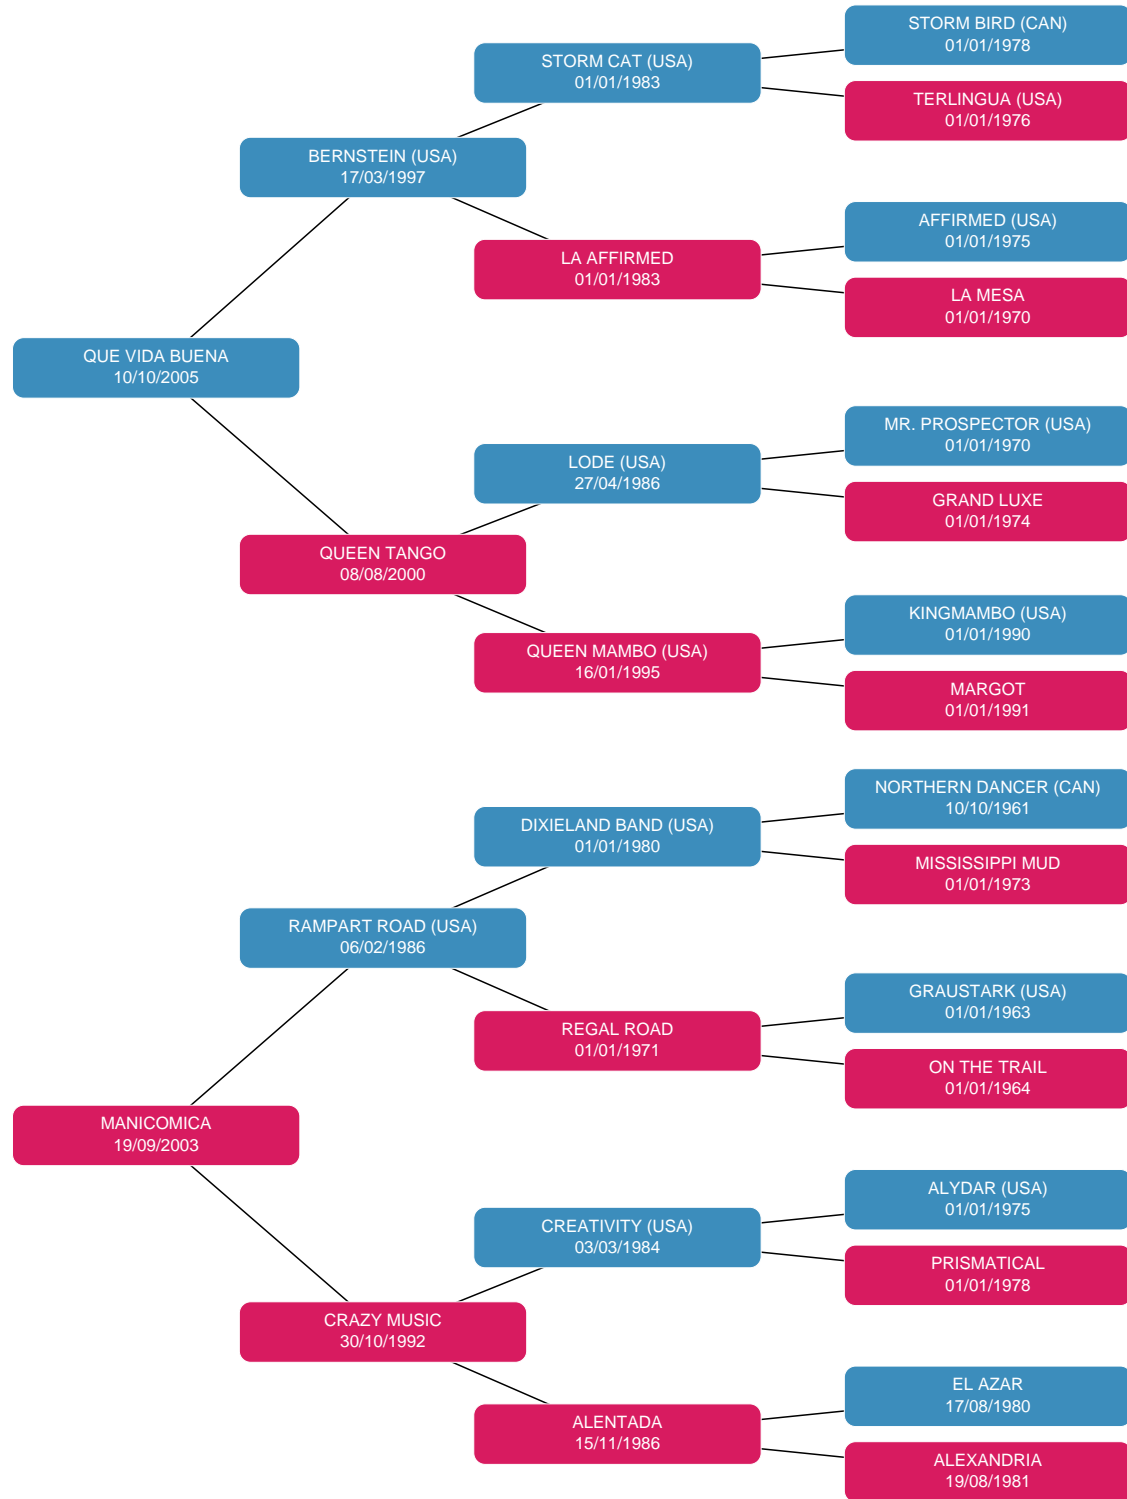 STORM BIRD (CAN)
01/01/1978
STORM CAT (USA)
01/01/1983
TERLINGUA (USA)
01/01/1976
BERNSTEIN (USA)
17/03/1997
AFFIRMED (USA)
01/01/1975
LA AFFIRMED
01/01/1983
LA MESA
01/01/1970
QUE VIDA BUENA
10/10/2005
MR. PROSPECTOR (USA)
01/01/1970
LODE (USA)
27/04/1986
GRAND LUXE
01/01/1974
QUEEN TANGO
08/08/2000
KINGMAMBO (USA)
01/01/1990
QUEEN MAMBO (USA)
16/01/1995
MARGOT
01/01/1991
NORTHERN DANCER (CAN)
10/10/1961
DIXIELAND BAND (USA)
01/01/1980
MISSISSIPPI MUD
01/01/1973
RAMPART ROAD (USA)
06/02/1986
GRAUSTARK (USA)
01/01/1963
REGAL ROAD
01/01/1971
ON THE TRAIL
01/01/1964
MANICOMICA
19/09/2003
ALYDAR (USA)
01/01/1975
CREATIVITY (USA)
03/03/1984
PRISMATICAL
01/01/1978
CRAZY MUSIC
30/10/1992
EL AZAR
17/08/1980
ALENTADA
15/11/1986
ALEXANDRIA
19/08/1981